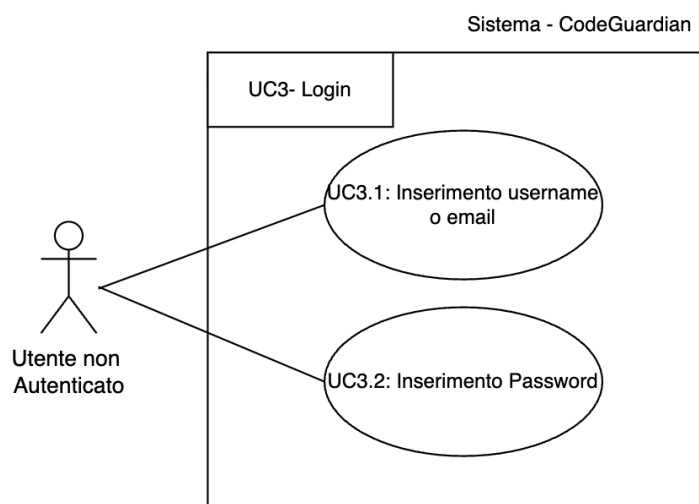 Sistema - CodeGuardian
UC3- Login
UC3.1: Inserimento username
o email
UC3.2: Inserimento Password
Utente non
Autenticato